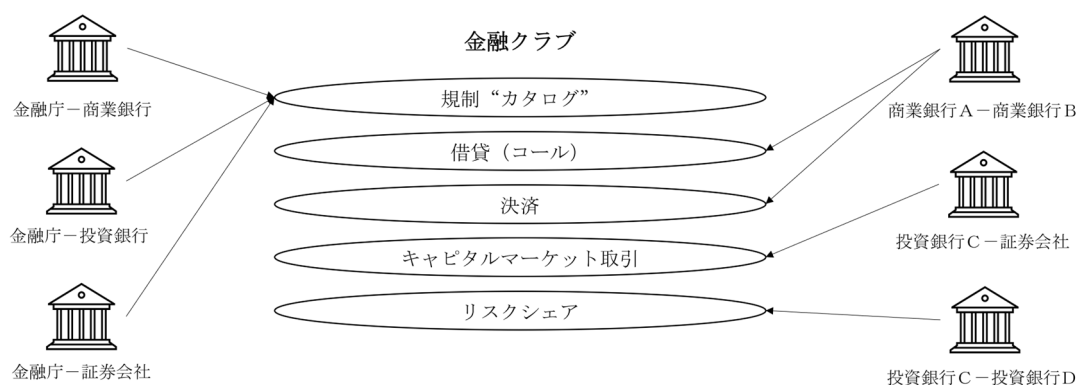 金融クラブ
金融庁－商業銀行
金融庁－投資銀行
金融庁－証券会社
規制“カタログ”
借貸（コール）
決済
キャピタルマーケット取引
リスクシェア
商業銀行Ａ－商業銀行Ｂ
投資銀行Ｃ－証券会社
投資銀行Ｃ－投資銀行Ｄ